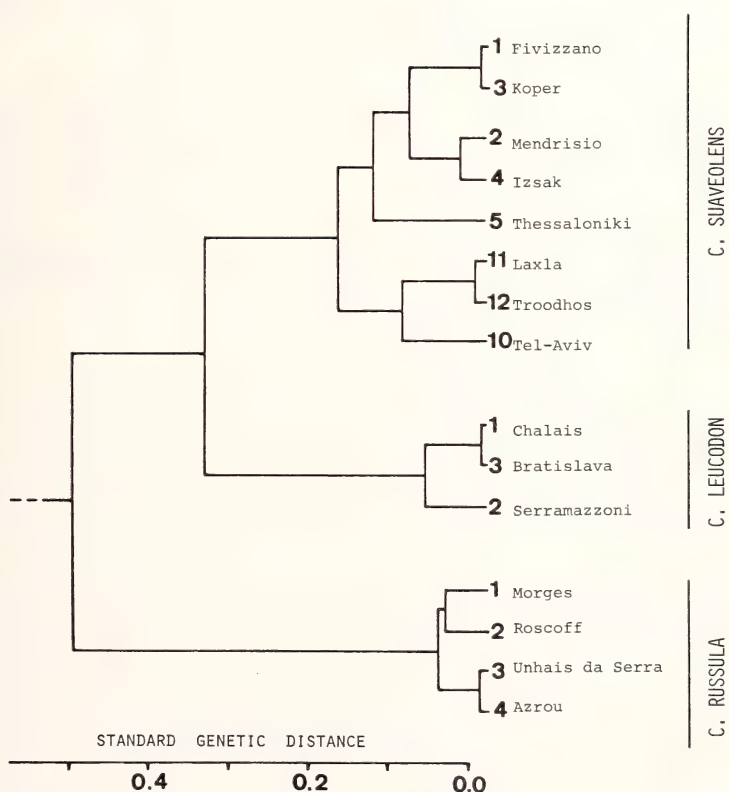 1 Fivizzano
3 Koper
2 Mendrisio
4 Izsak
5 Thessaloniki
11 Laxla
12 Troodhos
10 Tel-Aviv
C. SUAVEOLENS
1 Chalais
3 Bratislava
2 Serramazzoni
C. LEUCODON
1 Morges
2 Roscoff
3 Unhais da Serra
4 Azrou
C. RUSSULA
STANDARD GENETIC DISTANCE
0.4 0.2 0.0